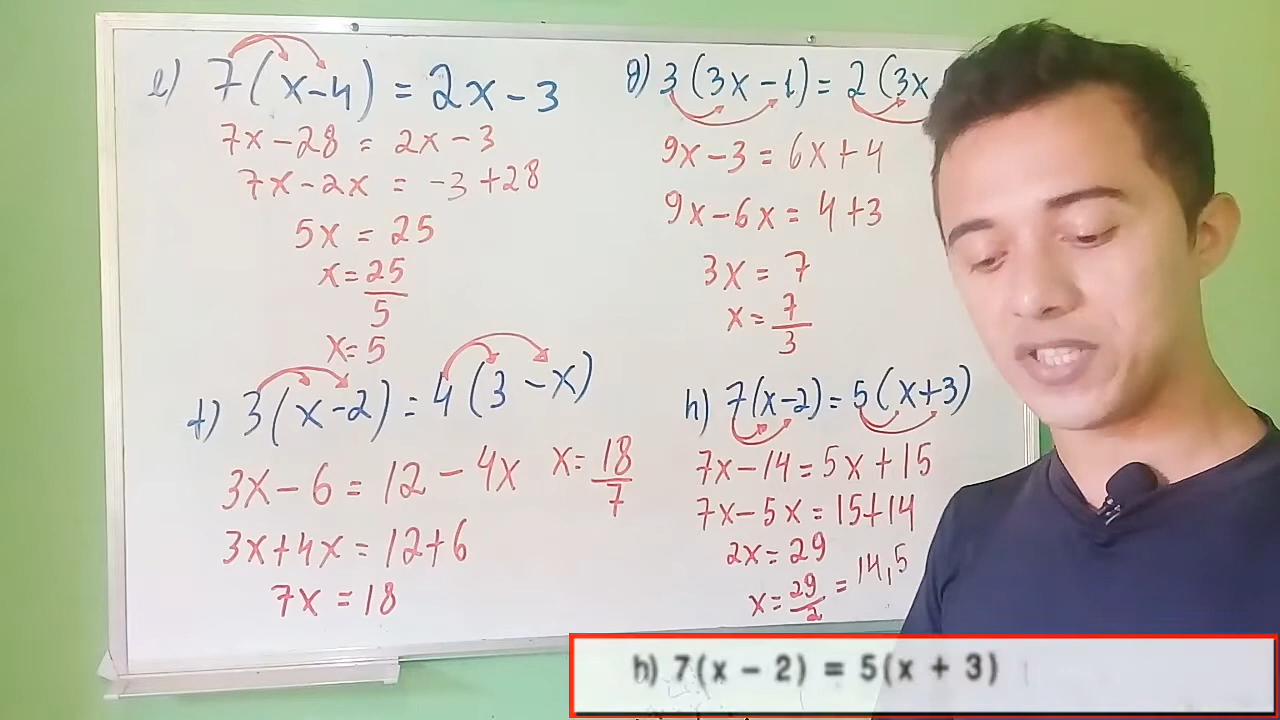 e) 7(x-4) = 2x-3
7x-28 = 2x-3
7x-2x = -3+28
5x = 25
x=25/5
x=5
f) 3(x-2) = 4(3-x)
3x-6 = 12-4x
3x+4x = 12+6
7x = 18
x=18/7
g) 3(3x-1) = 2(3x
9x-3 = 6x+4
9x-6x = 4+3
3x = 7
x=7/3
h) 7(x-2) = 5(x+3)
7x-14 = 5x+15
7x-5x = 15+14
2x = 29
x=29/2 = 14,5
h) 7(x - 2) = 5(x + 3)